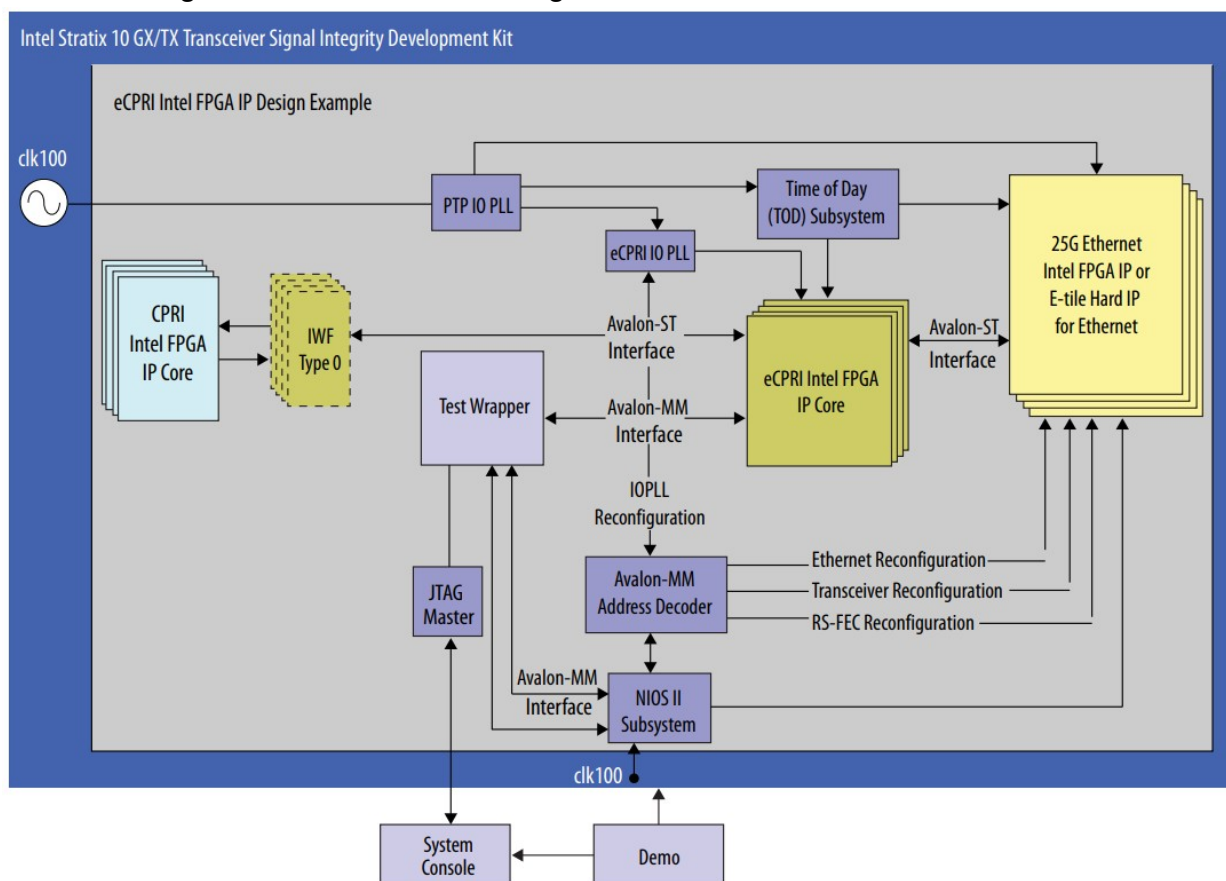 Intel Stratix 10 GX/TX Transceiver Signal Integrity Development Kit
eCPRI Intel FPGA IP Design Example
clk100
PTP IO PLL
Time of Day
(TOD) Subsystem
eCPRI IO PLL
25G Ethernet
Intel FPGA IP or
E-tile Hard IP
for Ethernet
CPRI
Intel FPGA
IP Core
IWF
Type 0
Avalon-ST
Interface
Avalon-ST
Interface
eCPRI Intel FPGA
IP Core
Test Wrapper
Avalon-MM
Interface
IOPLL
Reconfiguration
JTAG
Master
Avalon-MM
Address Decoder
Ethernet Reconfiguration
Transceiver Reconfiguration
RS-FEC Reconfiguration
Avalon-MM
Interface
NIOS II
Subsystem
clk100
System
Console
Demo